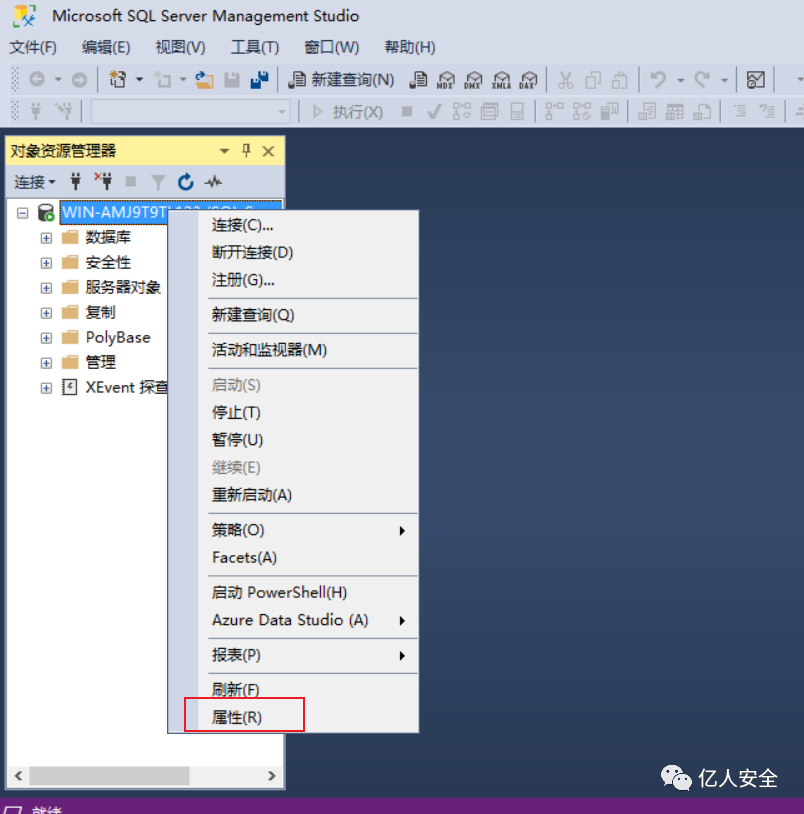 Microsoft SQL Server Management Studio
文件(F) 编辑(E) 视图(V) 工具(T) 窗口(W) 帮助(H)
新建查询(N) MDX DMX XMLA DAX
执行(X)
对象资源管理器
连接
WIN-AMJ9T9TL
数据库
安全性
服务器对象
复制
PolyBase
管理
XEvent 探查
连接(C)...
断开连接(D)
注册(G)...
新建查询(Q)
活动和监视器(M)
启动(S)
停止(T)
暂停(U)
继续(E)
重新启动(A)
策略(O)
Facets(A)
启动 PowerShell(H)
Azure Data Studio (A)
报表(P)
刷新(F)
属性(R)
亿人安全
就绪